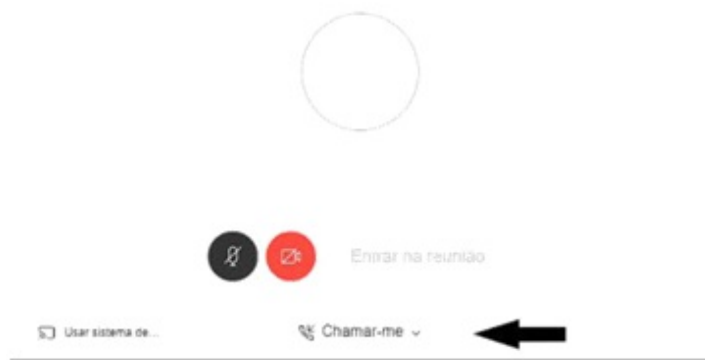 Entrar na reunião
Usar sistema de...
Chamar-me